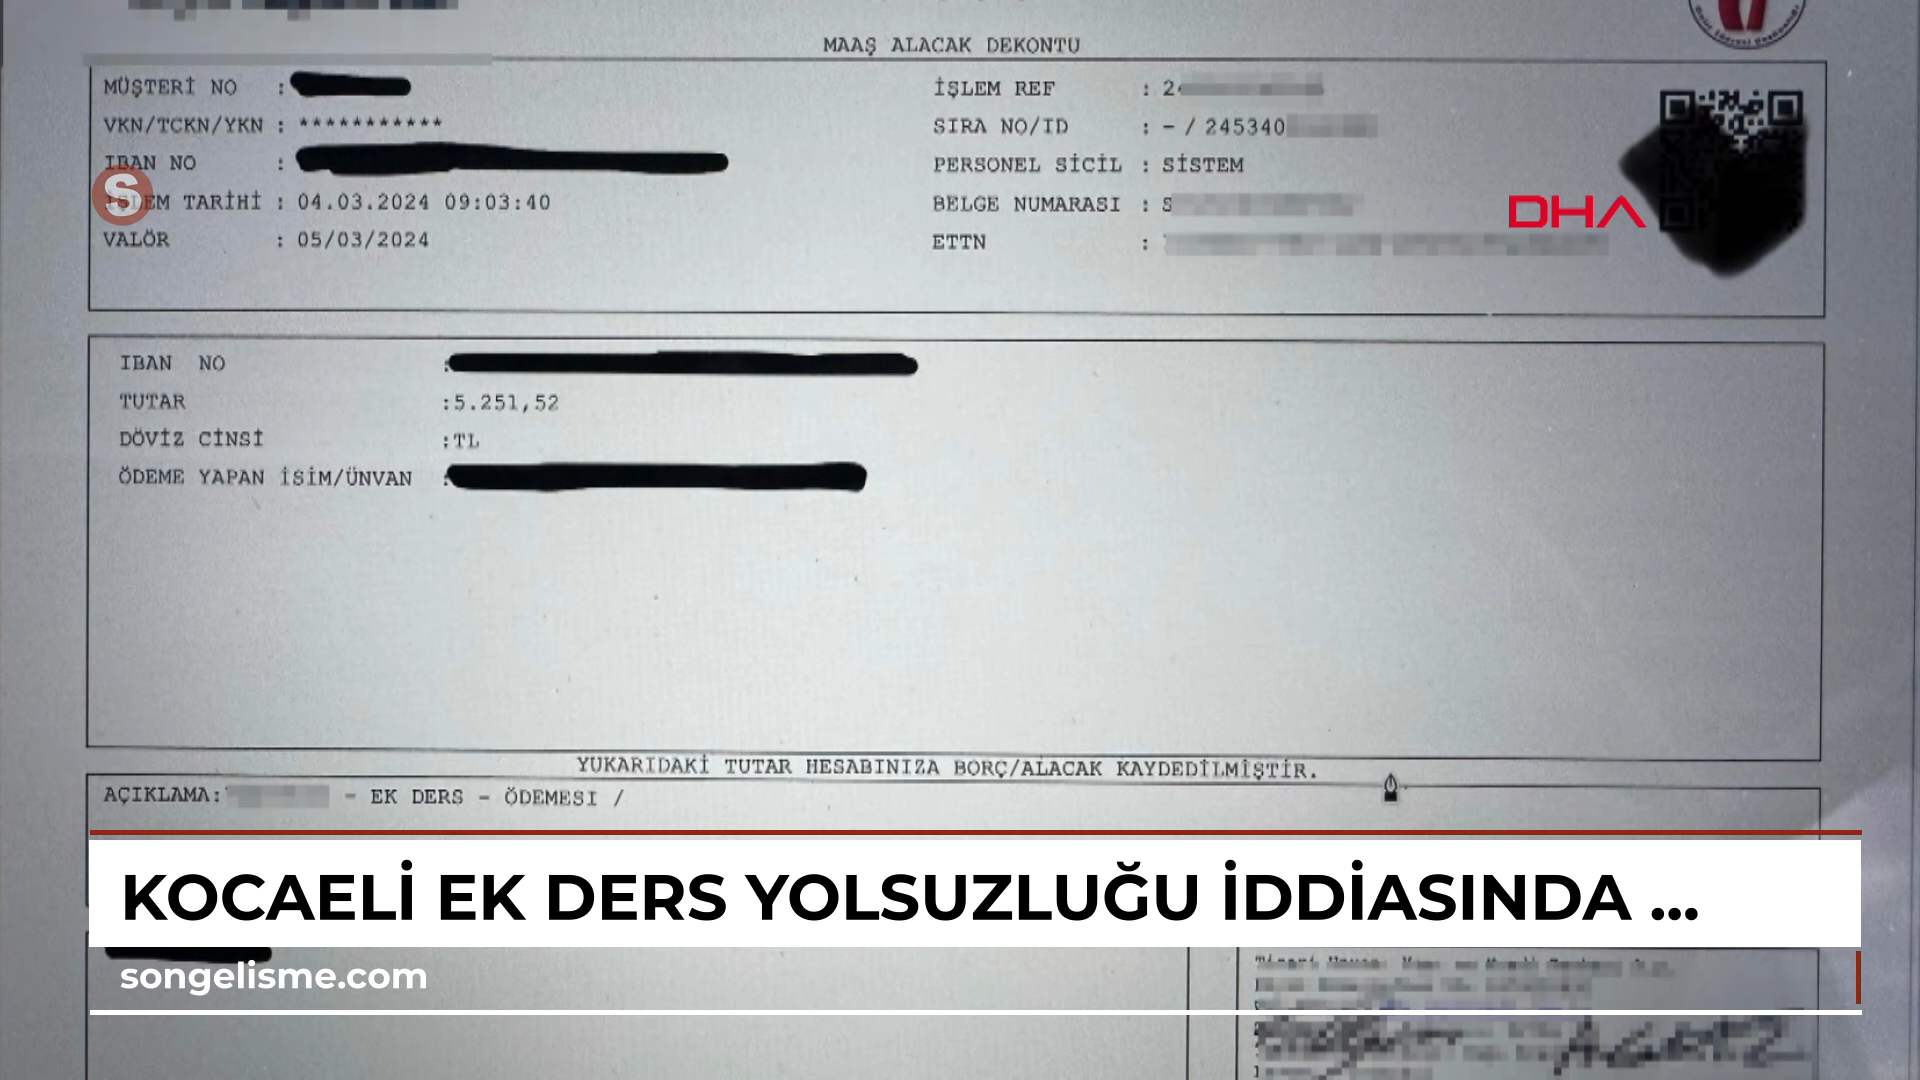 MAAŞ ALACAK DEKONTU
MÜŞTERİ NO :
VKN/TCKN/YKN : ***********
IBAN NO :
İŞLEM TARİHİ : 04.03.2024 09:03:40
VALÖR : 05/03/2024
İŞLEM REF : 2
SIRA NO/ID : - / 245340
PERSONEL SİCİL : SİSTEM
BELGE NUMARASI : S
ETTN :
S
DHA
IBAN NO :
TUTAR :5.251,52
DÖVİZ CİNSİ :TL
ÖDEME YAPAN İSİM/ÜNVAN :
YUKARIDAKİ TUTAR HESABINIZA BORÇ/ALACAK KAYDEDİLMİŞTİR.
AÇIKLAMA: - EK DERS - ÖDEMESI /
KOCAELİ EK DERS YOLSUZLUĞU İDDİASINDA ...
songelisme.com